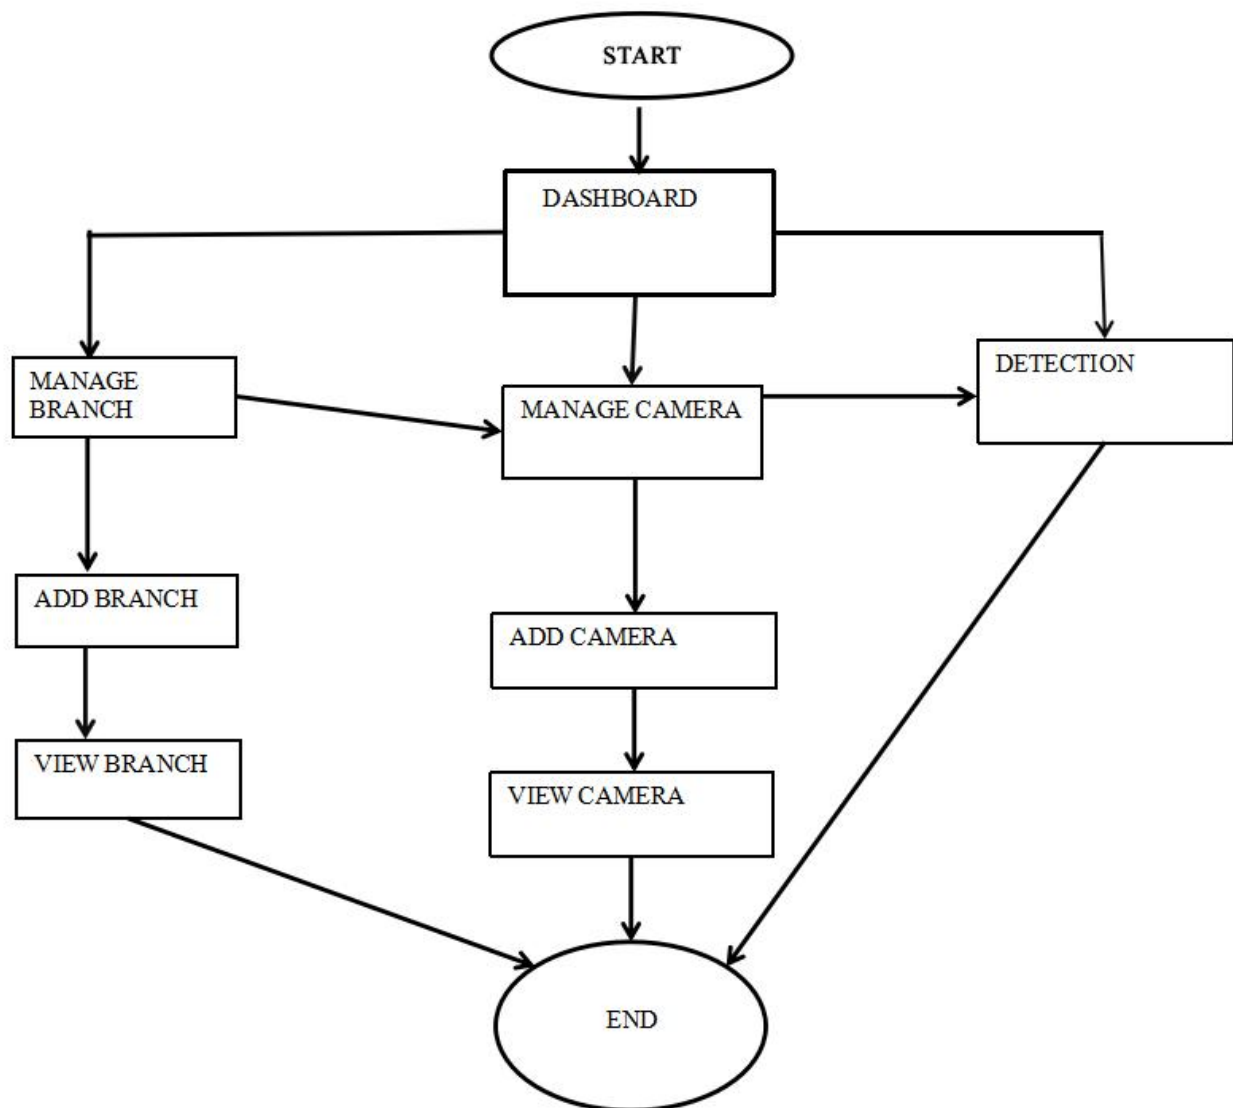 START
DASHBOARD
MANAGE
BRANCH
MANAGE CAMERA
DETECTION
ADD BRANCH
ADD CAMERA
VIEW BRANCH
VIEW CAMERA
END